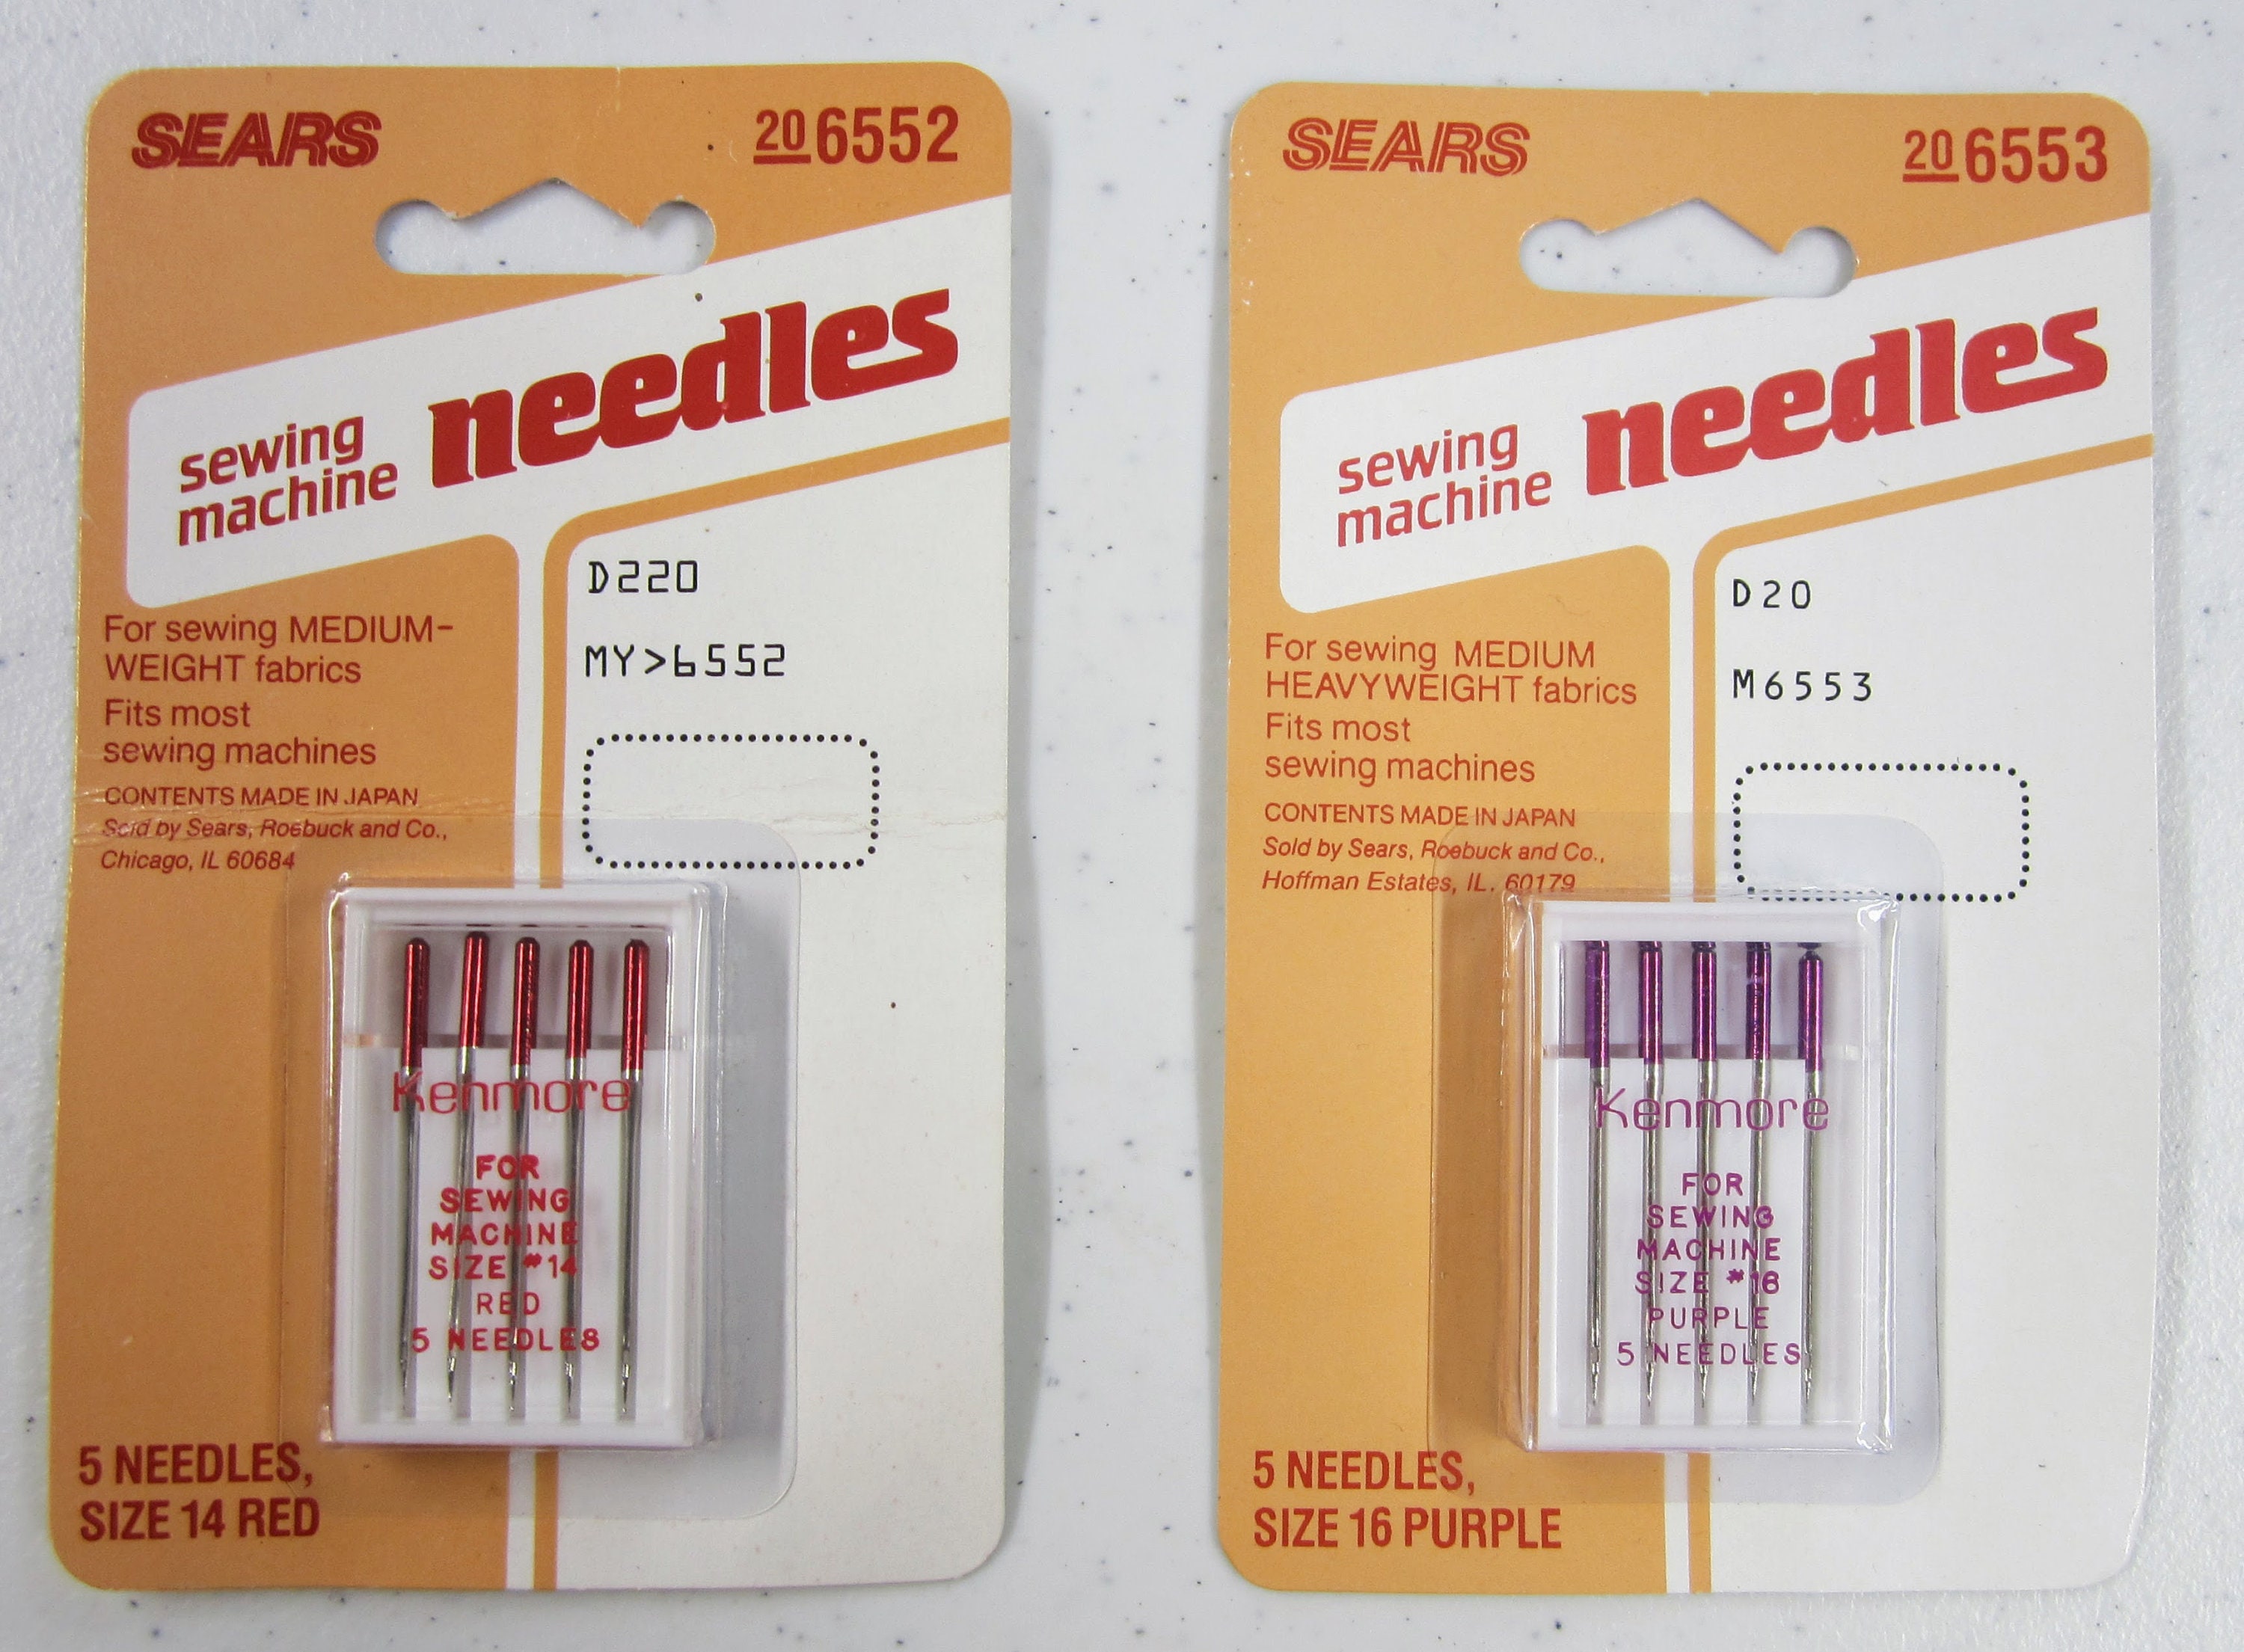 SEARS
20 6552
sewing
machine
needles
D220
MY>6552
For sewing MEDIUM-
WEIGHT fabrics
Fits most
sewing machines
CONTENTS MADE IN JAPAN
Sold by Sears, Roebuck and Co.,
Chicago, IL 60684
Kenmore
FOR
SEWING
MACHINE
SIZE #14
RED
5 NEEDLES
5 NEEDLES,
SIZE 14 RED
SEARS
20 6553
sewing
machine
needles
D20
M6553
For sewing MEDIUM
HEAVYWEIGHT fabrics
Fits most
sewing machines
CONTENTS MADE IN JAPAN
Sold by Sears, Roebuck and Co.,
Hoffman Estates, IL. 60179
Kenmore
FOR
SEWING
MACHINE
SIZE #16
PURPLE
5 NEEDLES
5 NEEDLES,
SIZE 16 PURPLE